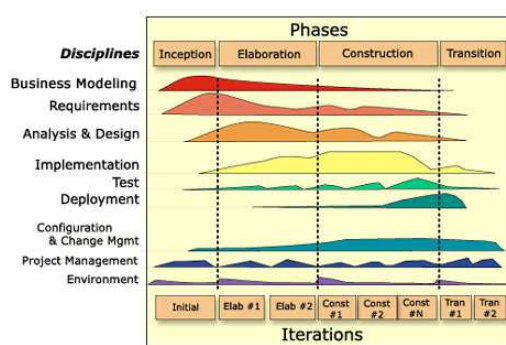 Phases
Disciplines
Inception
Elaboration
Construction
Transition
Business Modeling
Requirements
Analysis & Design
Implementation
Test
Deployment
Configuration
& Change Mgmt
Project Management
Environment
Initial
Elab #1
Elab #2
Const
#1
Const
#2
Const
#N
Tran
#1
Tran
#2
Iterations